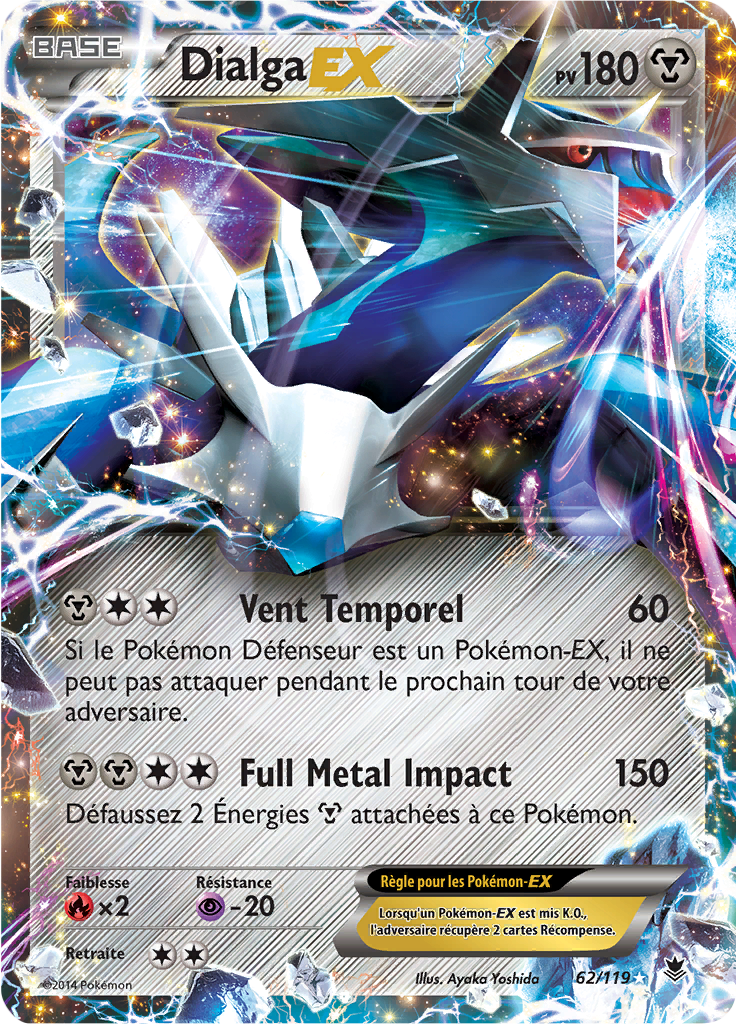 BASE
Dialga EX
PV 180
Vent Temporel 60
Si le Pokémon Défenseur est un Pokémon-EX, il ne
peut pas attaquer pendant le prochain tour de votre
adversaire.
Full Metal Impact 150
Défaussez 2 Énergies attachées à ce Pokémon.
Faiblesse
×2
Résistance
-20
Règle pour les Pokémon-EX
Lorsqu'un Pokémon-EX est mis K.O.,
l'adversaire récupère 2 cartes Récompense.
Retraite
©2014 Pokémon
Illus. Ayaka Yoshida
62/119